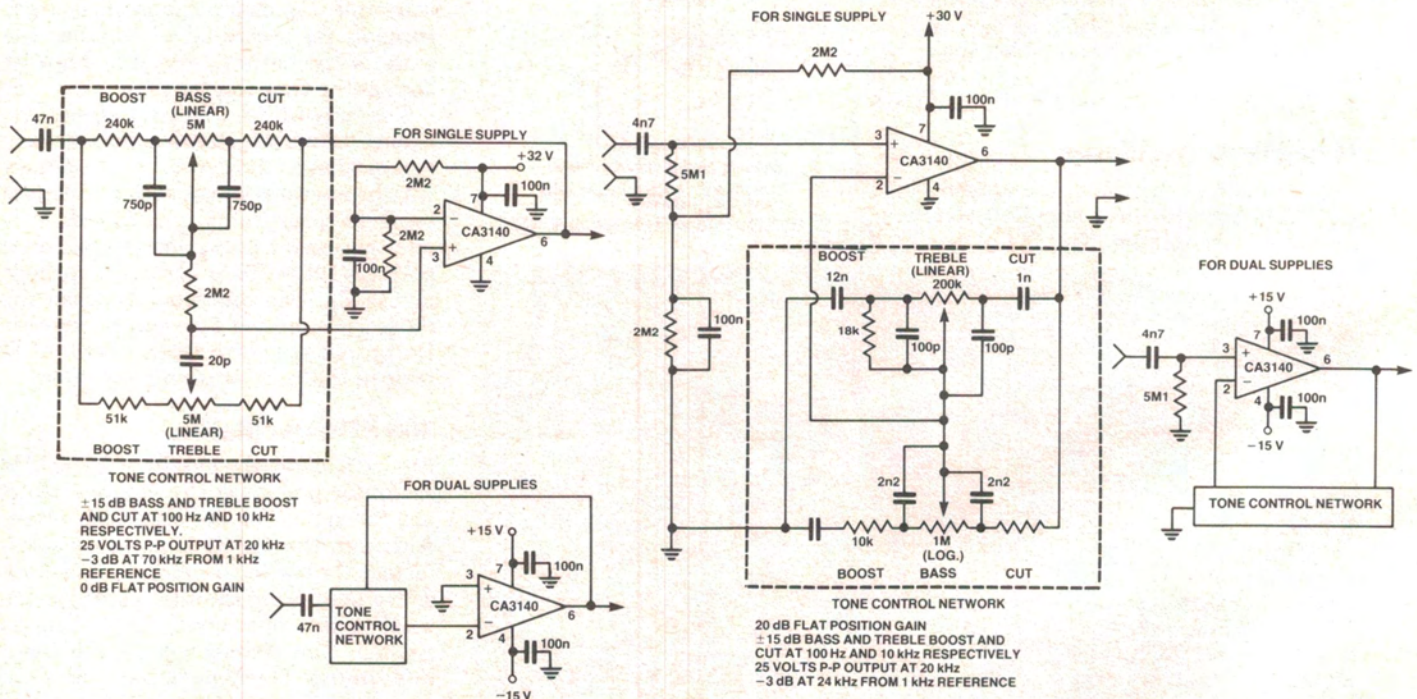 BOOST BASS CUT
(LINEAR)
240k 5M 240k
47n
750p 750p
2M2
20p
51k 5M 51k
(LINEAR)
BOOST TREBLE CUT
TONE CONTROL NETWORK
±15 dB BASS AND TREBLE BOOST
AND CUT AT 100 Hz AND 10 kHz
RESPECTIVELY.
25 VOLTS P-P OUTPUT AT 20 kHz
−3 dB AT 70 kHz FROM 1 kHz
REFERENCE
0 dB FLAT POSITION GAIN
FOR SINGLE SUPPLY
+32 V
2M2
100n
7
2 −
CA3140
6
3 +
4
2M2
100n
FOR DUAL SUPPLIES
+15 V
100n
7
3 +
CA3140
6
2 −
4
100n
−15 V
47n
TONE
CONTROL
NETWORK
FOR SINGLE SUPPLY
+30 V
2M2
100n
7
4n7
3 +
CA3140
6
2 −
4
5M1
2M2
100n
BOOST TREBLE CUT
(LINEAR)
12n 200k 1n
18k
100p 100p
2n2 2n2
10k 1M
(LOG.)
BOOST BASS CUT
TONE CONTROL NETWORK
20 dB FLAT POSITION GAIN
±15 dB BASS AND TREBLE BOOST AND
CUT AT 100 Hz AND 10 kHz RESPECTIVELY
25 VOLTS P-P OUTPUT AT 20 kHz
−3 dB AT 24 kHz FROM 1 kHz REFERENCE
FOR DUAL SUPPLIES
+15 V
100n
7
4n7
3 +
CA3140
6
2 −
4
5M1
100n
−15 V
TONE CONTROL NETWORK